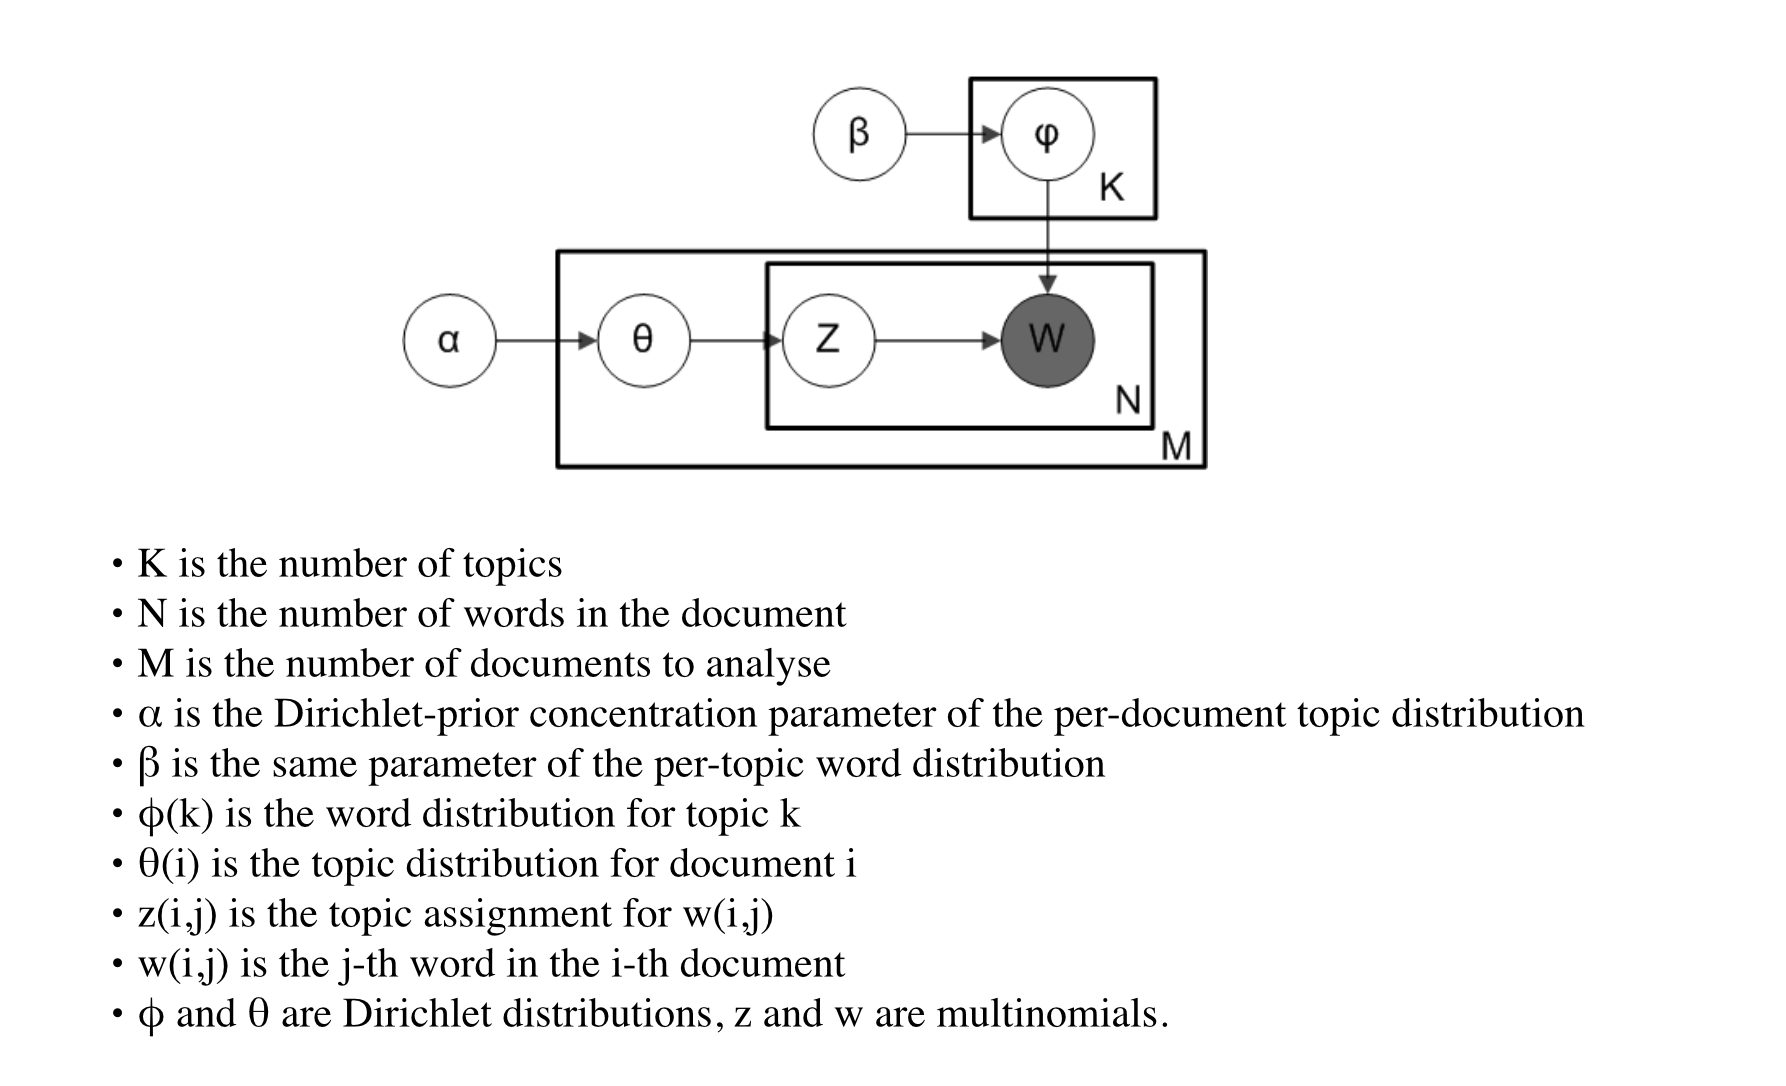 β
φ
K
α
θ
Z
W
N
M
• K is the number of topics
• N is the number of words in the document
• M is the number of documents to analyse
• α is the Dirichlet-prior concentration parameter of the per-document topic distribution
• β is the same parameter of the per-topic word distribution
• ϕ(k) is the word distribution for topic k
• θ(i) is the topic distribution for document i
• z(i,j) is the topic assignment for w(i,j)
• w(i,j) is the j-th word in the i-th document
• ϕ and θ are Dirichlet distributions, z and w are multinomials.